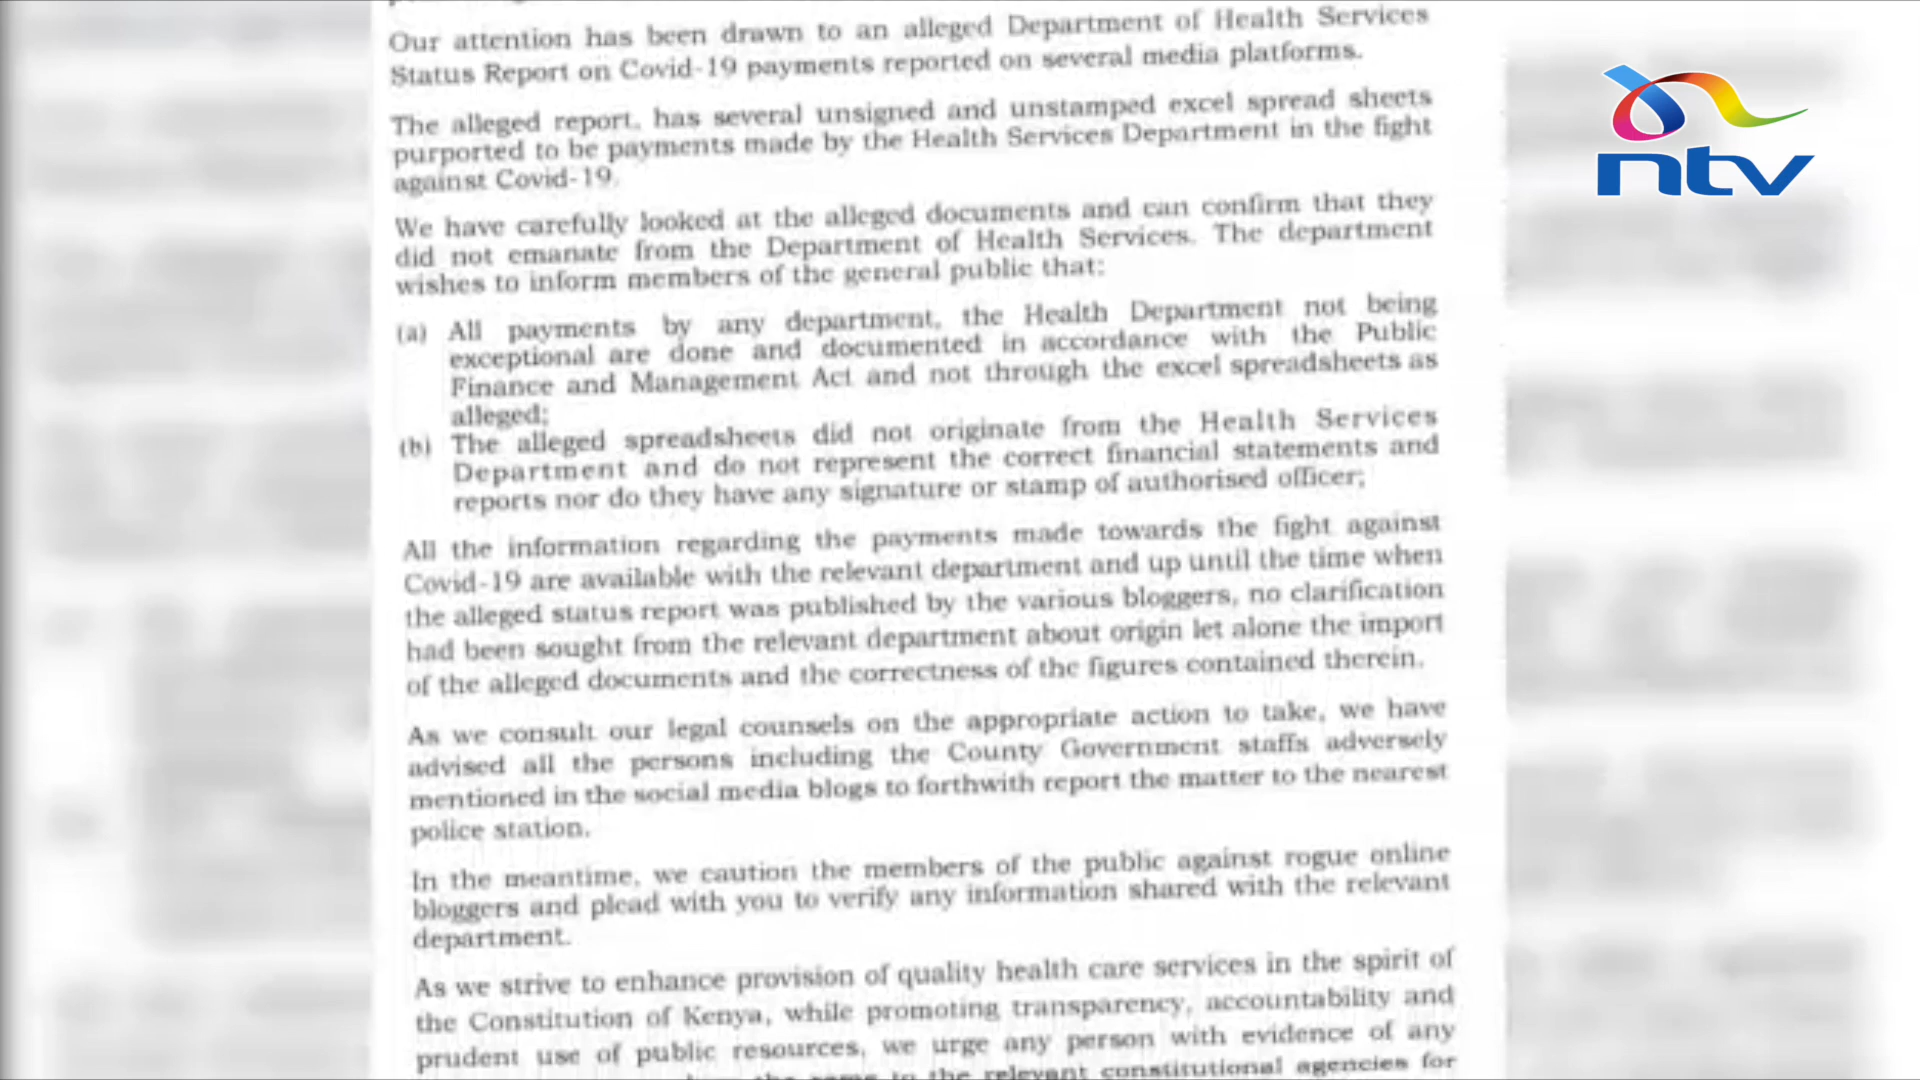 Our attention has been drawn to an alleged Department of Health Services
Status Report on Covid-19 payments reported on several media platforms.
The alleged report, has several unsigned and unstamped excel spread sheets
purported to be payments made by the Health Services Department in the fight
against Covid-19.
We have carefully looked at the alleged documents and can confirm that they
did not emanate from the Department of Health Services. The department
wishes to inform members of the general public that:
(a) All payments by any department, the Health Department not being
exceptional are done and documented in accordance with the Public
Finance and Management Act and not through the excel spreadsheets as
alleged;
(b) The alleged spreadsheets did not originate from the Health Services
Department and do not represent the correct financial statements and
reports nor do they have any signature or stamp of authorised officer;
All the information regarding the payments made towards the fight against
Covid-19 are available with the relevant department and up until the time when
the alleged status report was published by the various bloggers, no clarification
had been sought from the relevant department about origin let alone the import
of the alleged documents and the correctness of the figures contained therein.
As we consult our legal counsels on the appropriate action to take, we have
advised all the persons including the County Government staffs adversely
mentioned in the social media blogs to forthwith report the matter to the nearest
police station.
In the meantime, we caution the members of the public against rogue online
bloggers and plead with you to verify any information shared with the relevant
department.
As we strive to enhance provision of quality health care services in the spirit of
the Constitution of Kenya, while promoting transparency, accountability and
prudent use of public resources, we urge any person with evidence of any
the same to the relevant constitutional agencies for
ntv